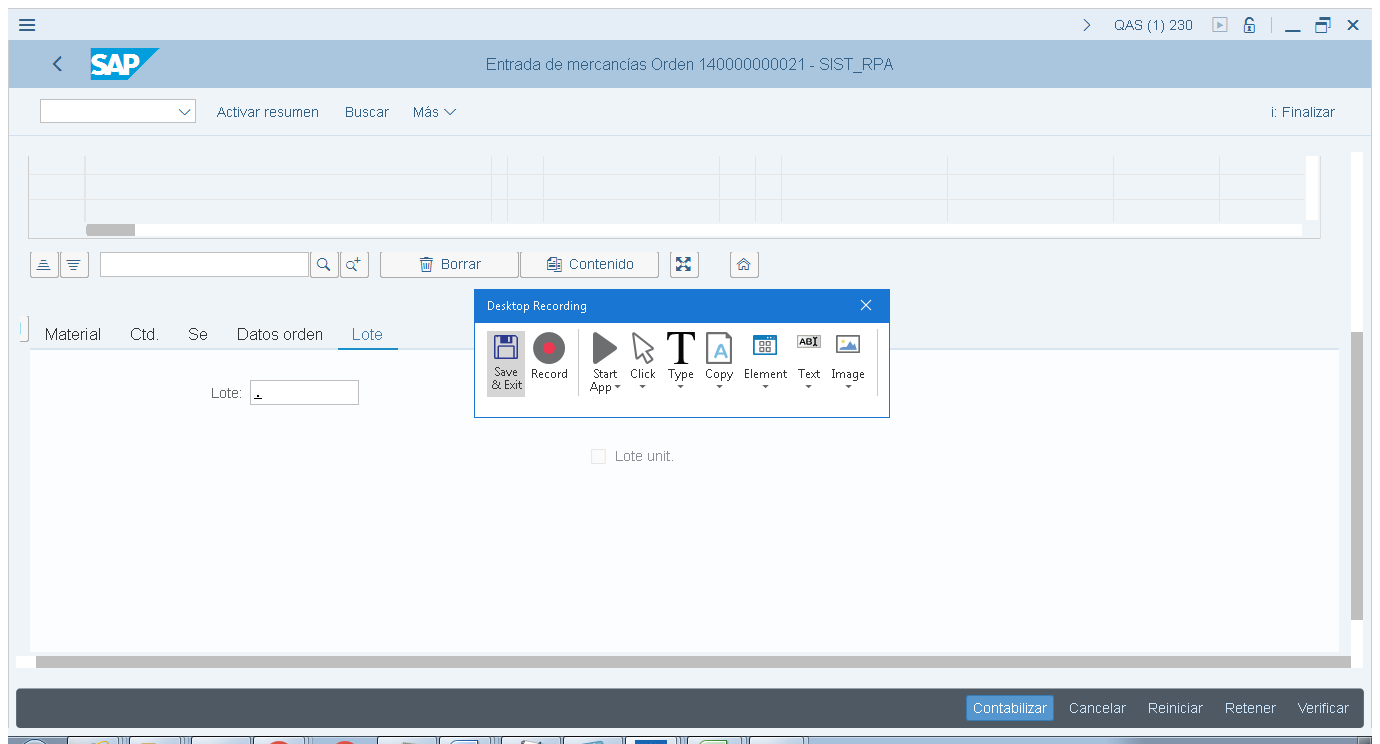 QAS (1) 230
SAP
Entrada de mercancías Orden 140000000021 - SIST_RPA
Activar resumen Buscar Más i: Finalizar
Borrar Contenido
Desktop Recording
Material Ctd. Se Datos orden Lote
Save & Exit Record Start App Click Type Copy Element Text Image
Lote: .
Lote unit.
Contabilizar Cancelar Reiniciar Retener Verificar